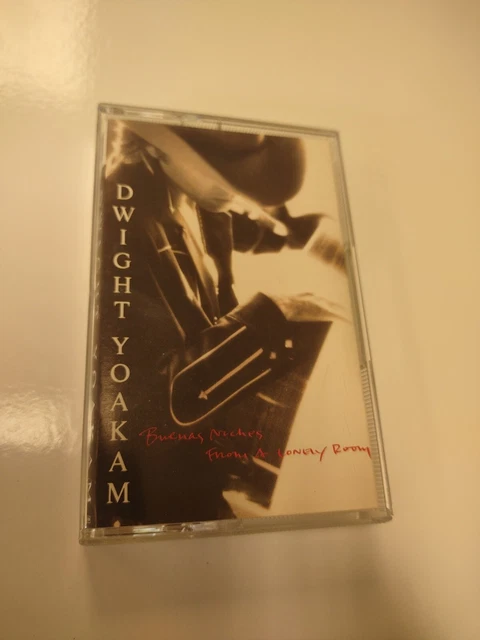 DWIGHT YOAKAM
Buenas Noches
From A Lonely Room